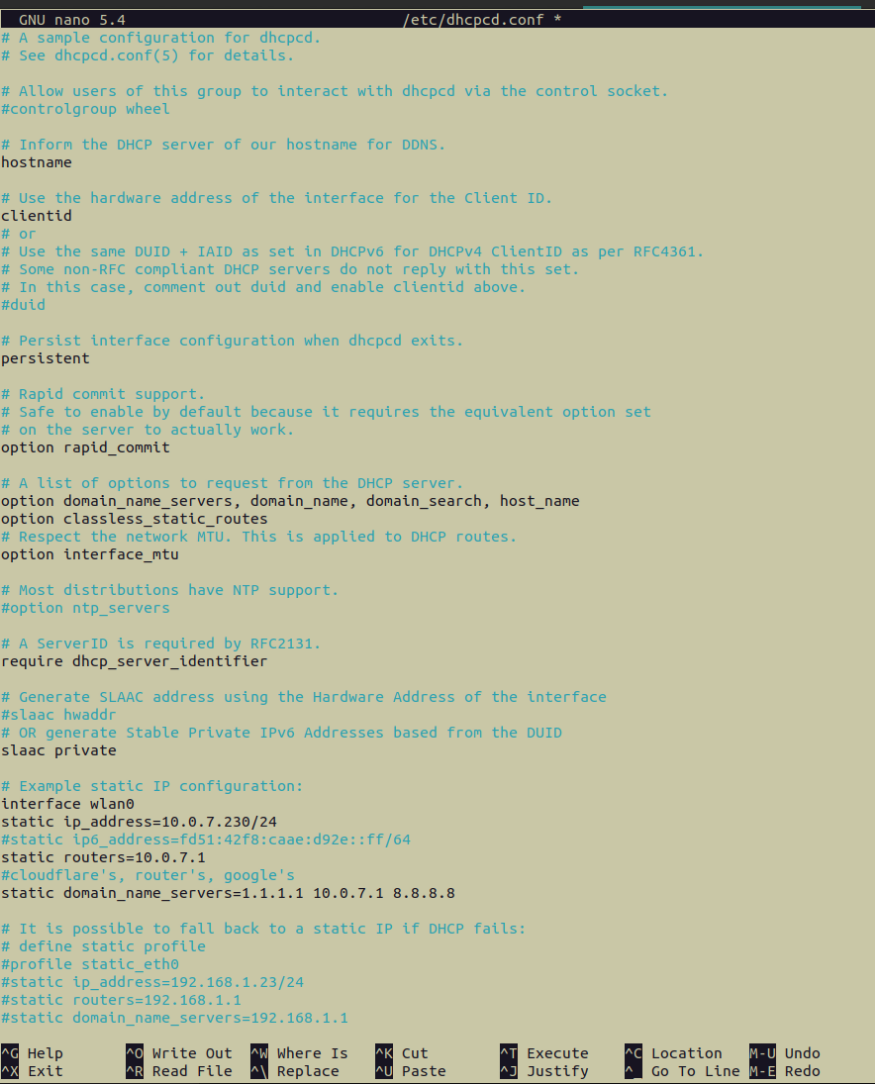 GNU nano 5.4 /etc/dhcpcd.conf *
# A sample configuration for dhcpcd.
# See dhcpcd.conf(5) for details.
# Allow users of this group to interact with dhcpcd via the control socket.
#controlgroup wheel
# Inform the DHCP server of our hostname for DDNS.
hostname
# Use the hardware address of the interface for the Client ID.
clientid
# or
# Use the same DUID + IAID as set in DHCPv6 for DHCPv4 ClientID as per RFC4361.
# Some non-RFC compliant DHCP servers do not reply with this set.
# In this case, comment out duid and enable clientid above.
#duid
# Persist interface configuration when dhcpcd exits.
persistent
# Rapid commit support.
# Safe to enable by default because it requires the equivalent option set
# on the server to actually work.
option rapid_commit
# A list of options to request from the DHCP server.
option domain_name_servers, domain_name, domain_search, host_name
option classless_static_routes
# Respect the network MTU. This is applied to DHCP routes.
option interface_mtu
# Most distributions have NTP support.
#option ntp_servers
# A ServerID is required by RFC2131.
require dhcp_server_identifier
# Generate SLAAC address using the Hardware Address of the interface
#slaac hwaddr
# OR generate Stable Private IPv6 Addresses based from the DUID
slaac private
# Example static IP configuration:
interface wlan0
static ip_address=10.0.7.230/24
#static ip6_address=fd51:42f8:caae:d92e::ff/64
static routers=10.0.7.1
#cloudflare's, router's, google's
static domain_name_servers=1.1.1.1 10.0.7.1 8.8.8.8
# It is possible to fall back to a static IP if DHCP fails:
# define static profile
#profile static_eth0
#static ip_address=192.168.1.23/24
#static routers=192.168.1.1
#static domain_name_servers=192.168.1.1
^G Help ^O Write Out ^W Where Is ^K Cut ^T Execute ^C Location M-U Undo
^X Exit ^R Read File ^\ Replace ^U Paste ^J Justify ^_ Go To Line M-E Redo